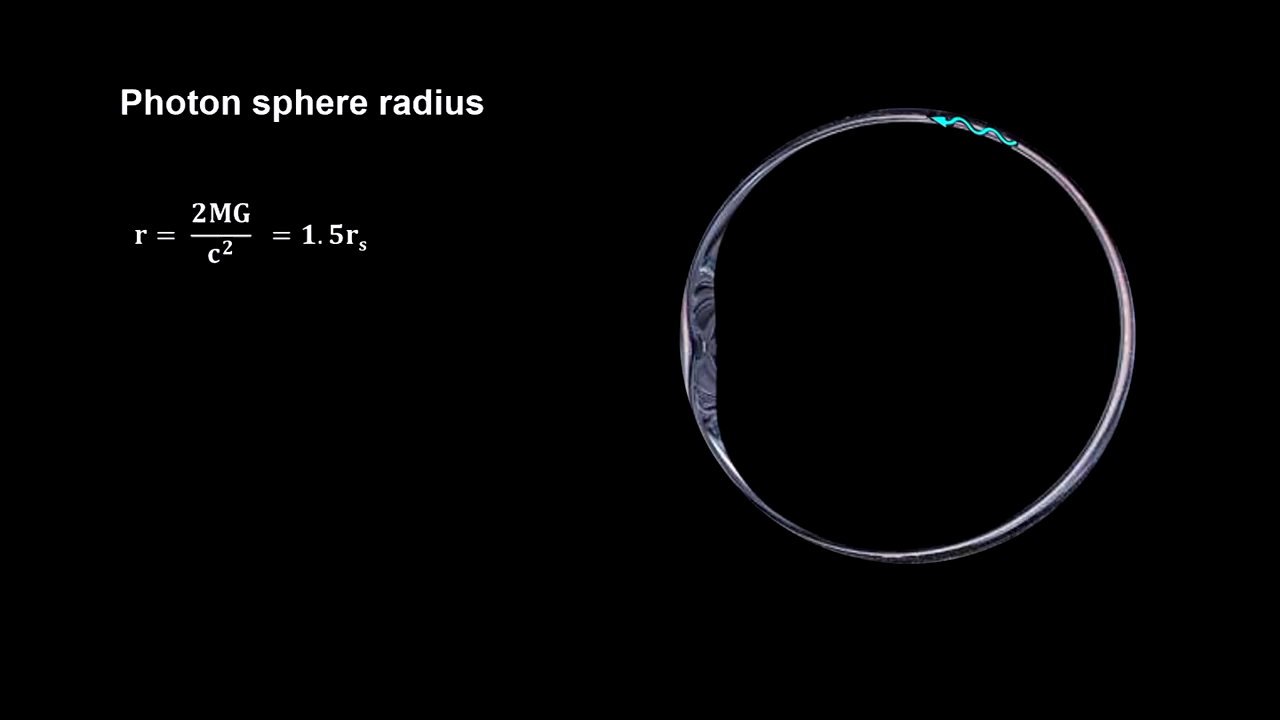 Photon sphere radius
r = 2MG/c² = 1.5rₛ